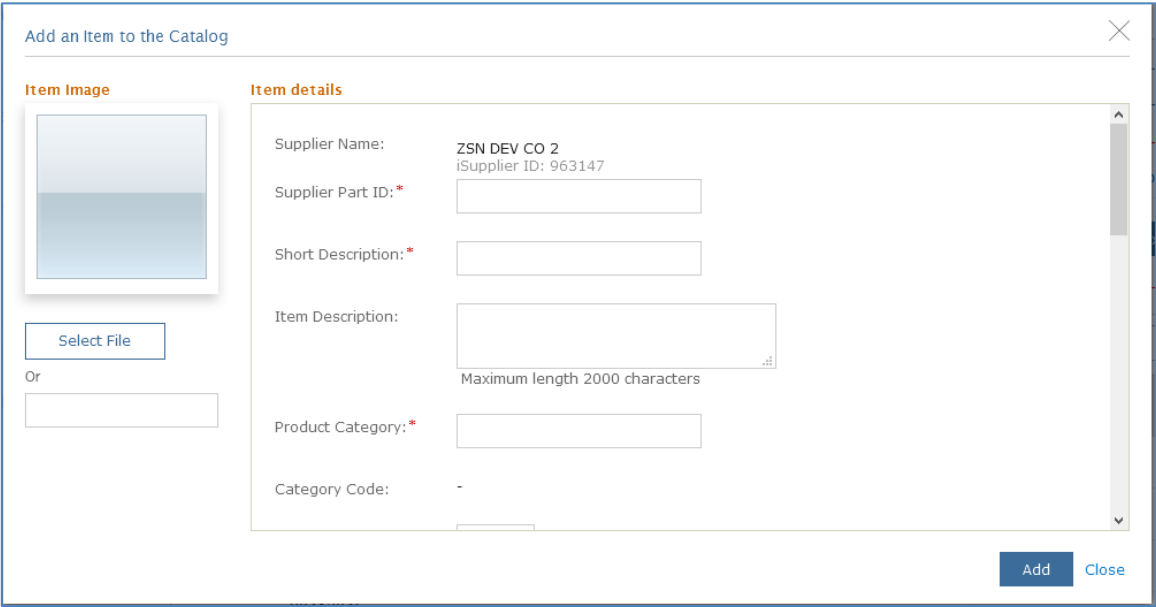 Add an Item to the Catalog
Item Image
Item details
Supplier Name:
ZSN DEV CO 2
iSupplier ID: 963147
Supplier Part ID:*
Short Description:*
Item Description:
Maximum length 2000 characters
Select File
Or
Product Category:*
Category Code:
-
Add
Close